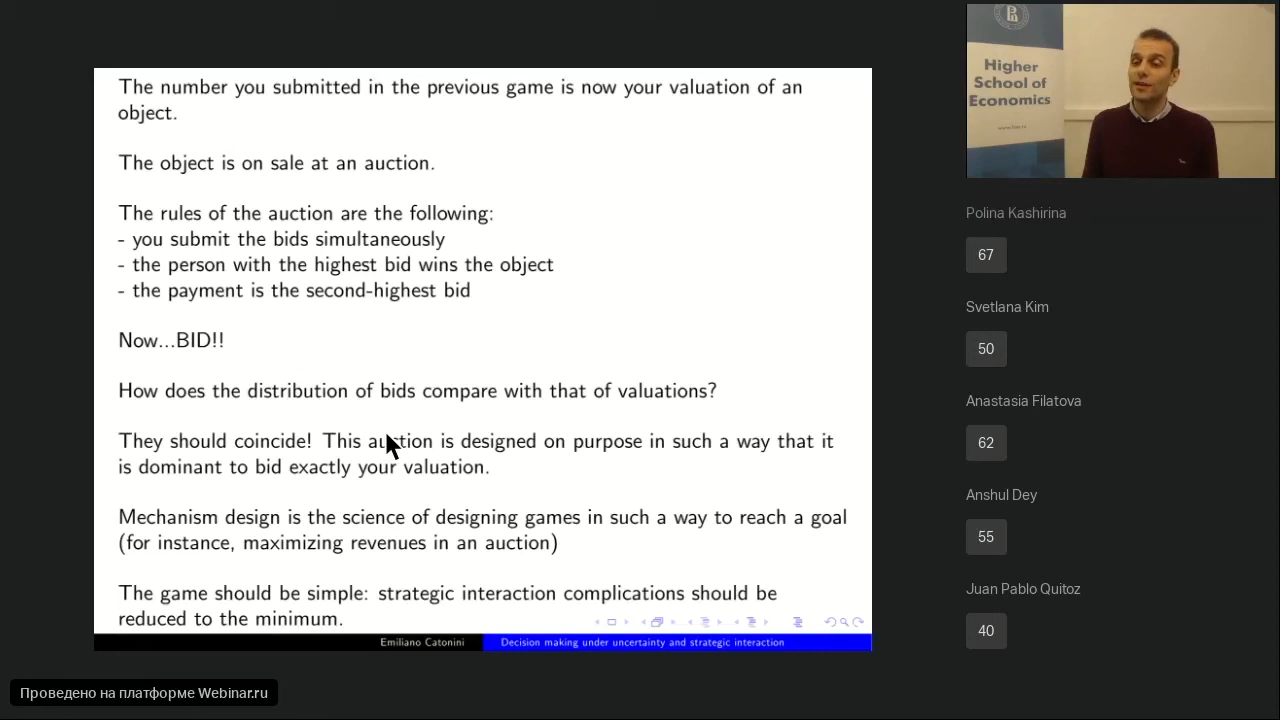 The number you submitted in the previous game is now your valuation of an
object.
The object is on sale at an auction.
The rules of the auction are the following:
- you submit the bids simultaneously
- the person with the highest bid wins the object
- the payment is the second-highest bid
Now...BID!!
How does the distribution of bids compare with that of valuations?
They should coincide! This auction is designed on purpose in such a way that it
is dominant to bid exactly your valuation.
Mechanism design is the science of designing games in such a way to reach a goal
(for instance, maximizing revenues in an auction)
The game should be simple: strategic interaction complications should be
reduced to the minimum.
Emiliano Catonini
Decision making under uncertainty and strategic interaction
Higher
School of
Economics
Polina Kashirina
67
Svetlana Kim
50
Anastasia Filatova
62
Anshul Dey
55
Juan Pablo Quitoz
40
Проведено на платформе Webinar.ru